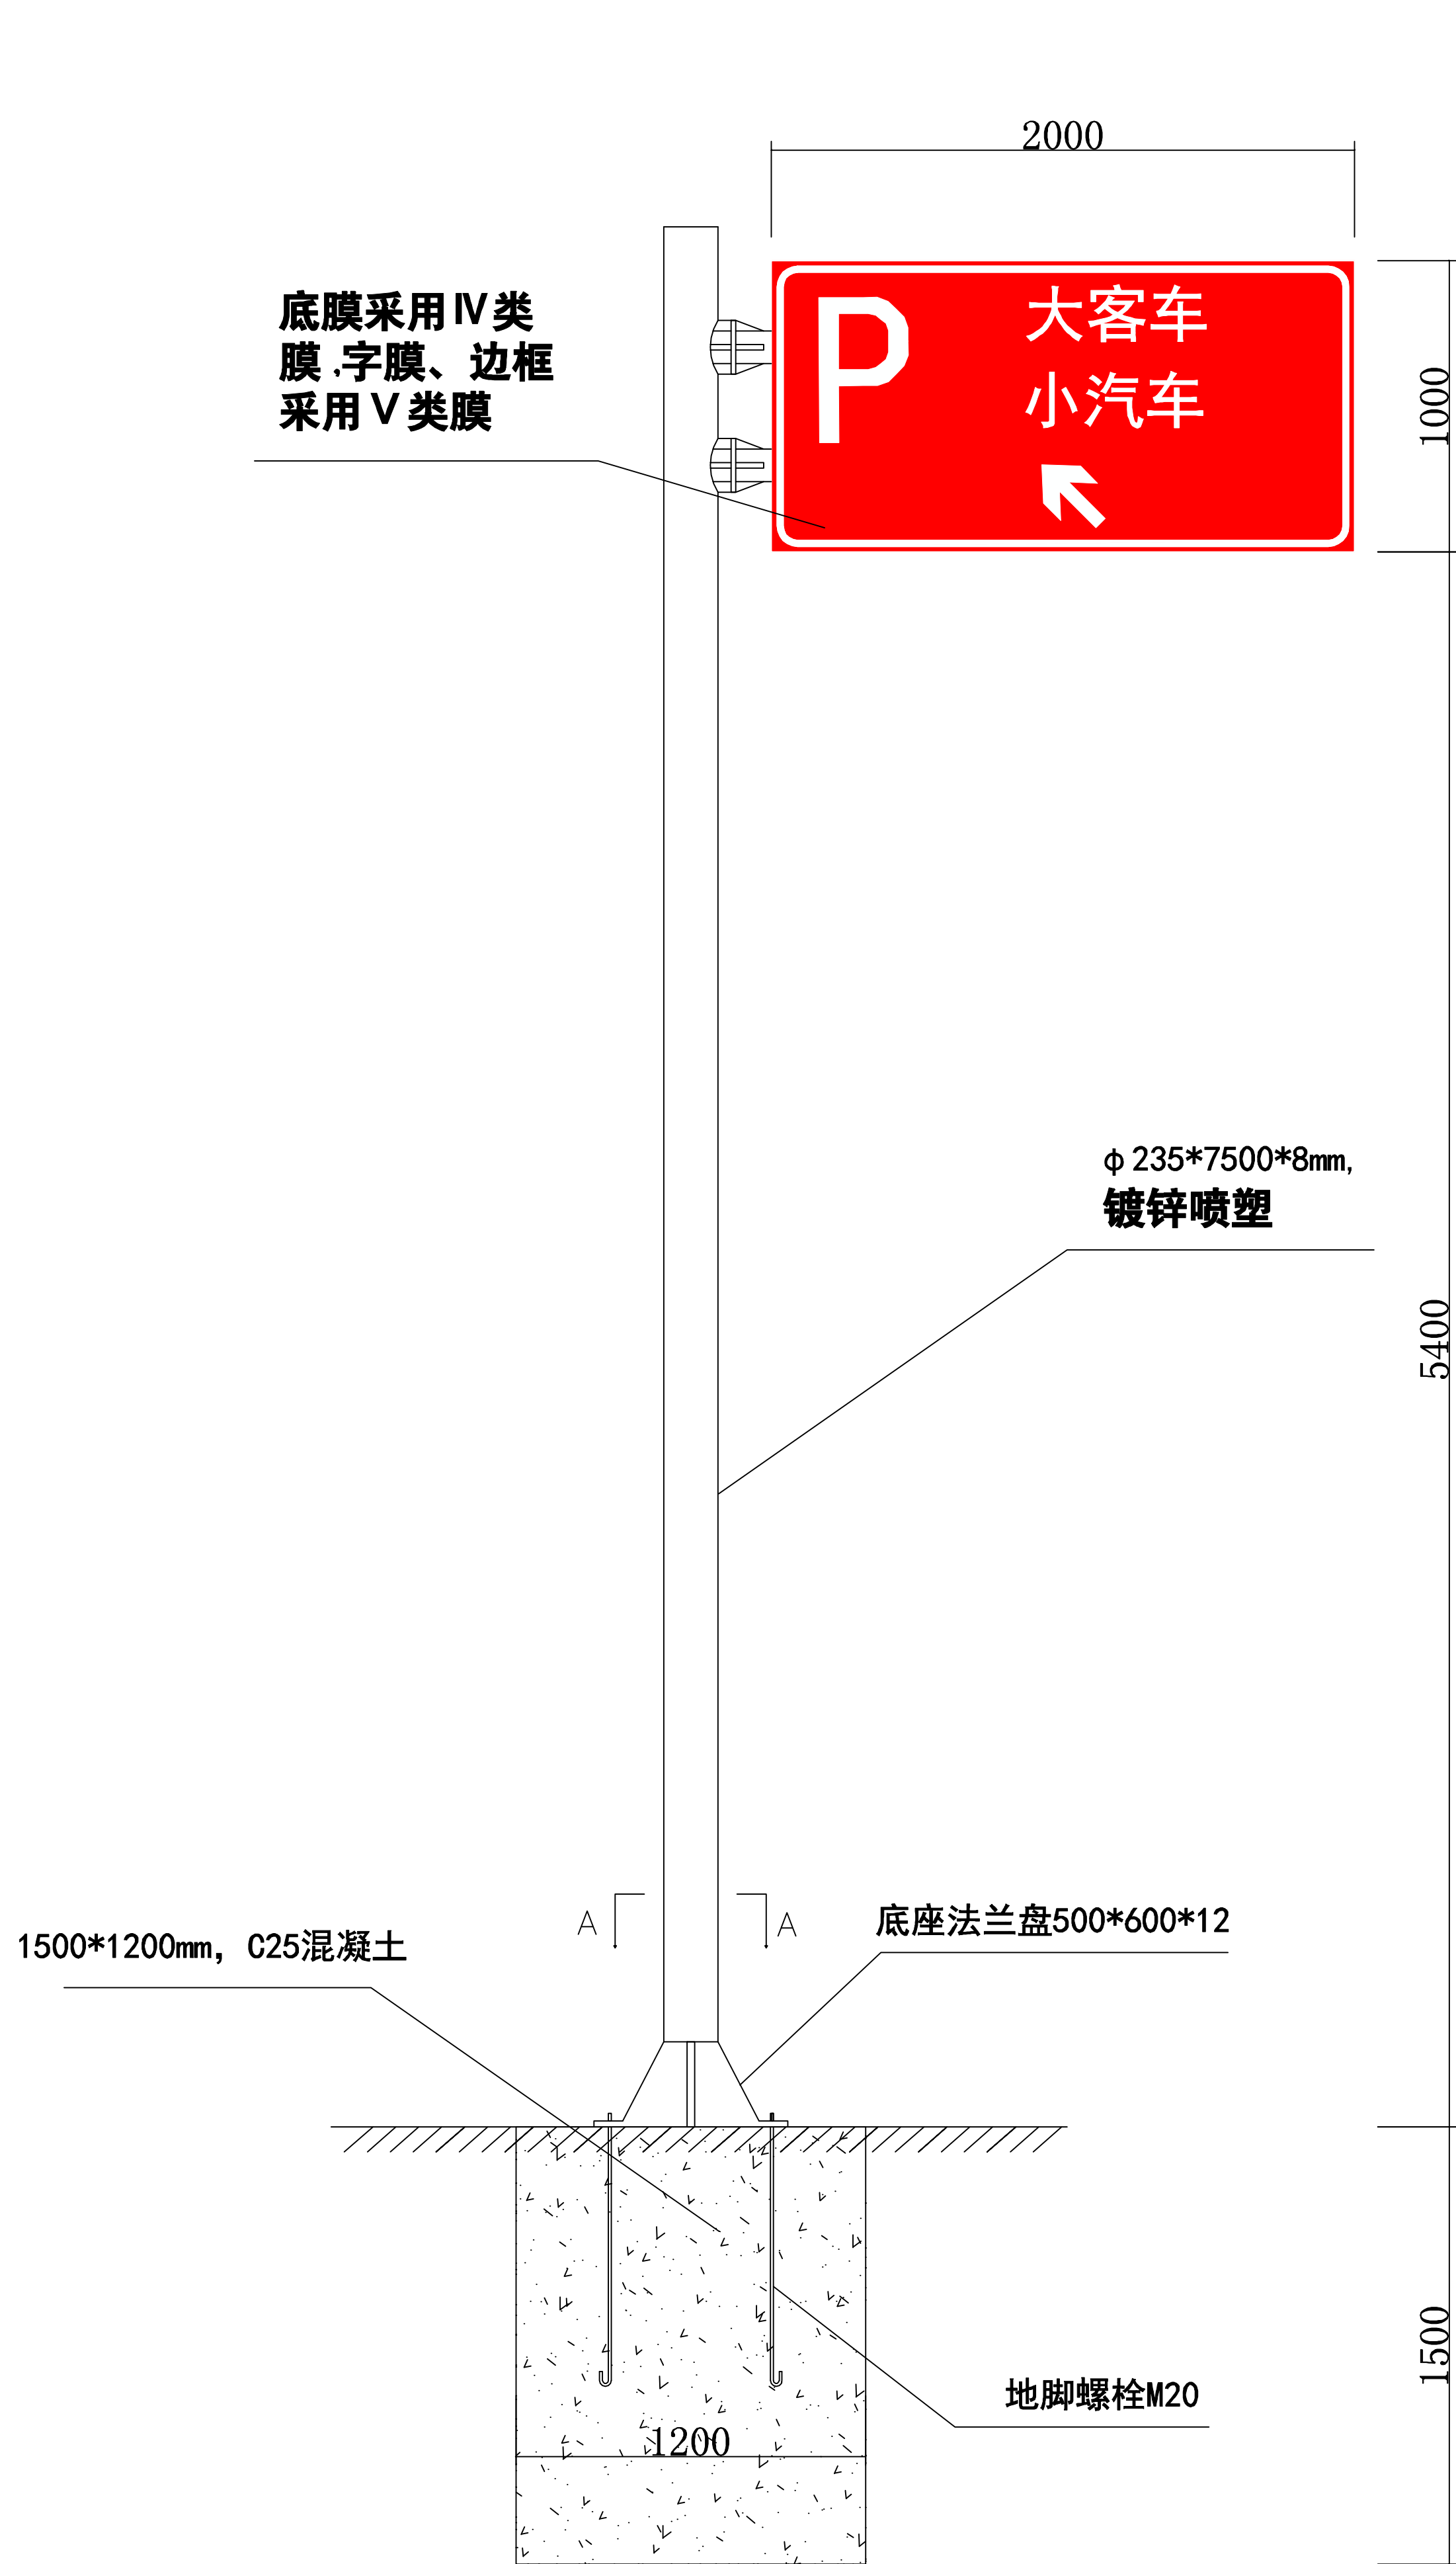 2000
底膜采用Ⅳ类
膜,字膜、边框
采用Ⅴ类膜
P
大客车
小汽车
1000
φ235*7500*8mm,
镀锌喷塑
5400
A
A
底座法兰盘500*600*12
1500*1200mm, C25混凝土
1500
地脚螺栓M20
1200